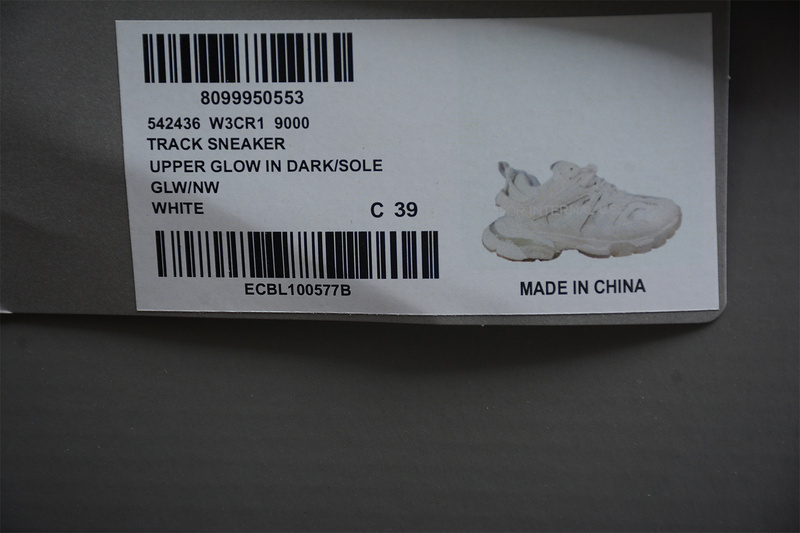 8099950553
542436 W3CR1 9000
TRACK SNEAKER
UPPER GLOW IN DARK/SOLE
GLW/NW
WHITE C 39
ECBL100577B
MADE IN CHINA